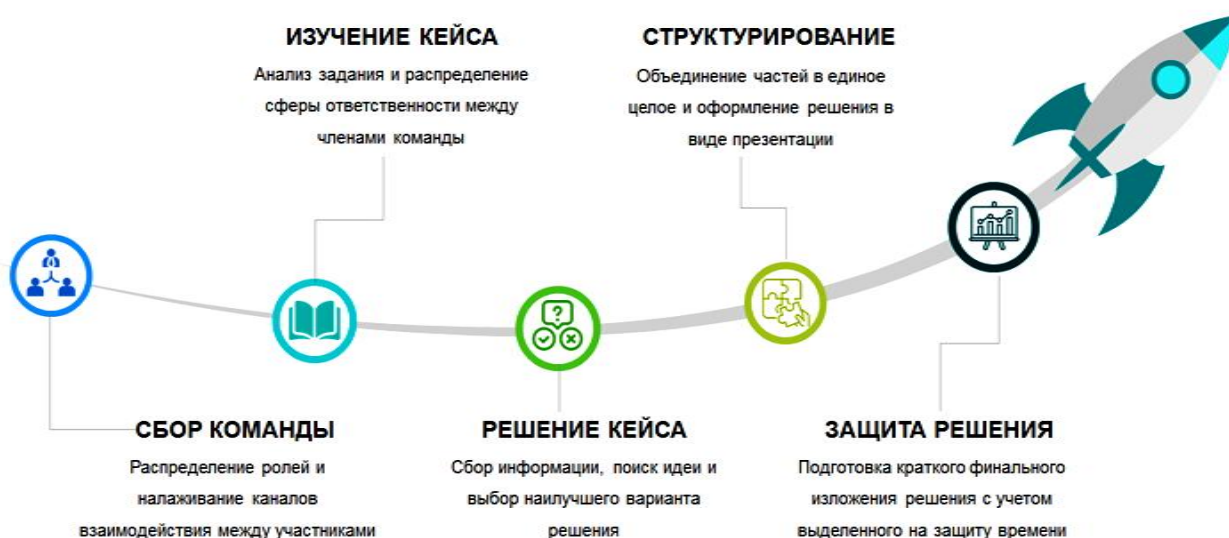 СБОР КОМАНДЫ
Распределение ролей и
налаживание каналов
взаимодействия между участниками
ИЗУЧЕНИЕ КЕЙСА
Анализ задания и распределение
сферы ответственности между
членами команды
РЕШЕНИЕ КЕЙСА
Сбор информации, поиск идеи и
выбор наилучшего варианта
решения
СТРУКТУРИРОВАНИЕ
Объединение частей в единое
целое и оформление решения в
виде презентации
ЗАЩИТА РЕШЕНИЯ
Подготовка краткого финального
изложения решения с учетом
выделенного на защиту времени